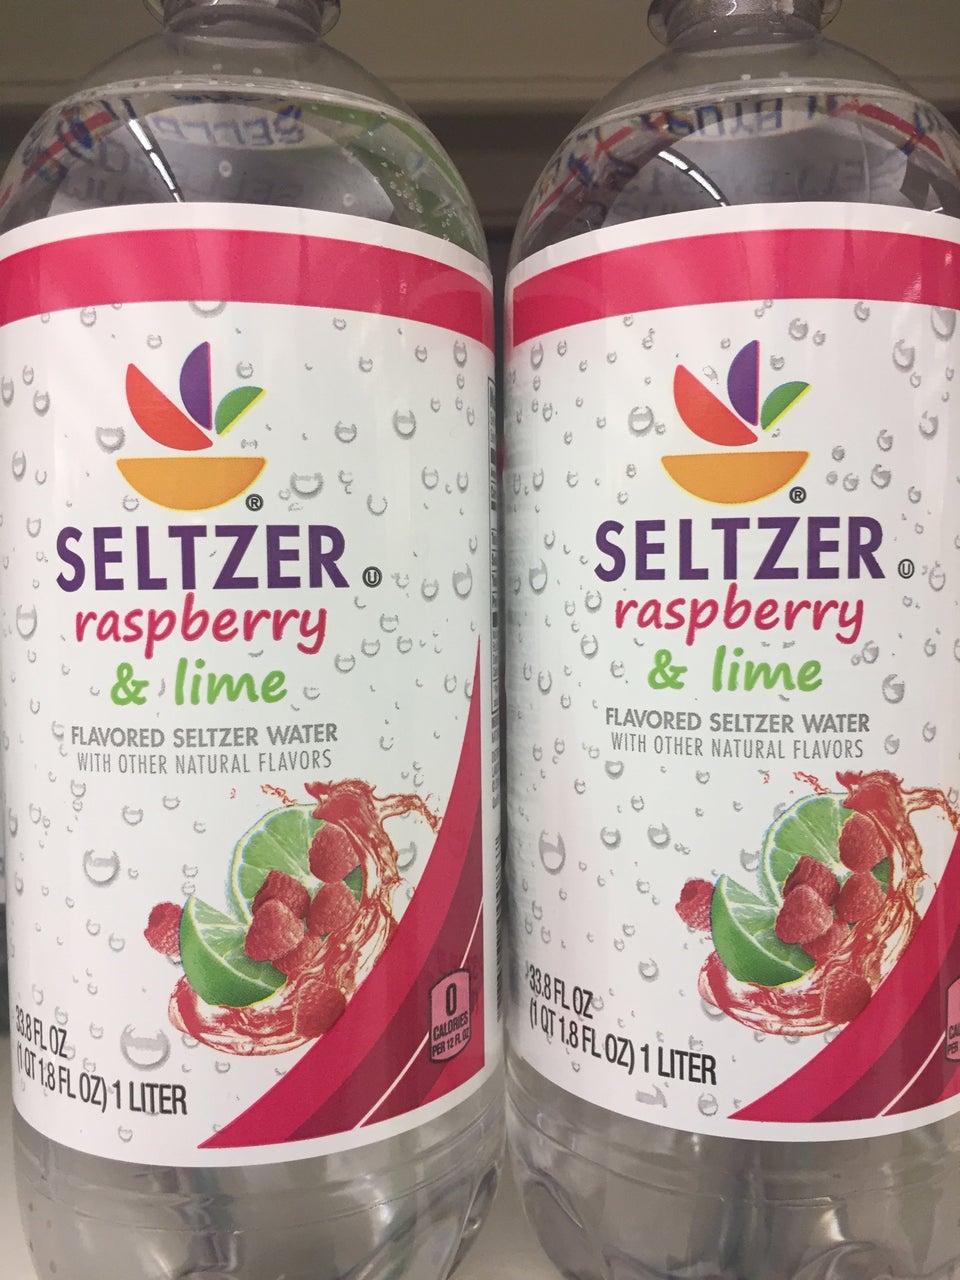 ®
SELTZER Ⓤ
raspberry
& lime
FLAVORED SELTZER WATER
WITH OTHER NATURAL FLAVORS
33.8 FL OZ
(1 QT 1.8 FL OZ) 1 LITER
0
CALORIES
PER 12 FL OZ
®
SELTZER Ⓤ
raspberry
& lime
FLAVORED SELTZER WATER
WITH OTHER NATURAL FLAVORS
33.8 FL OZ
(1 QT 1.8 FL OZ) 1 LITER